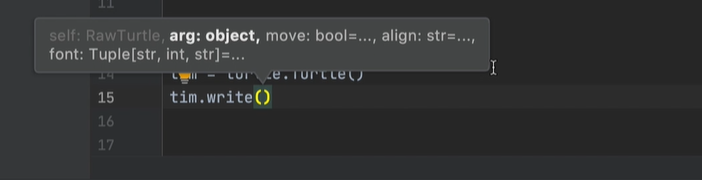 11
self: RawTurtle, arg: object, move: bool=..., align: str=...,
font: Tuple[str, int, str]=...
14
15 tim.write()
16
17